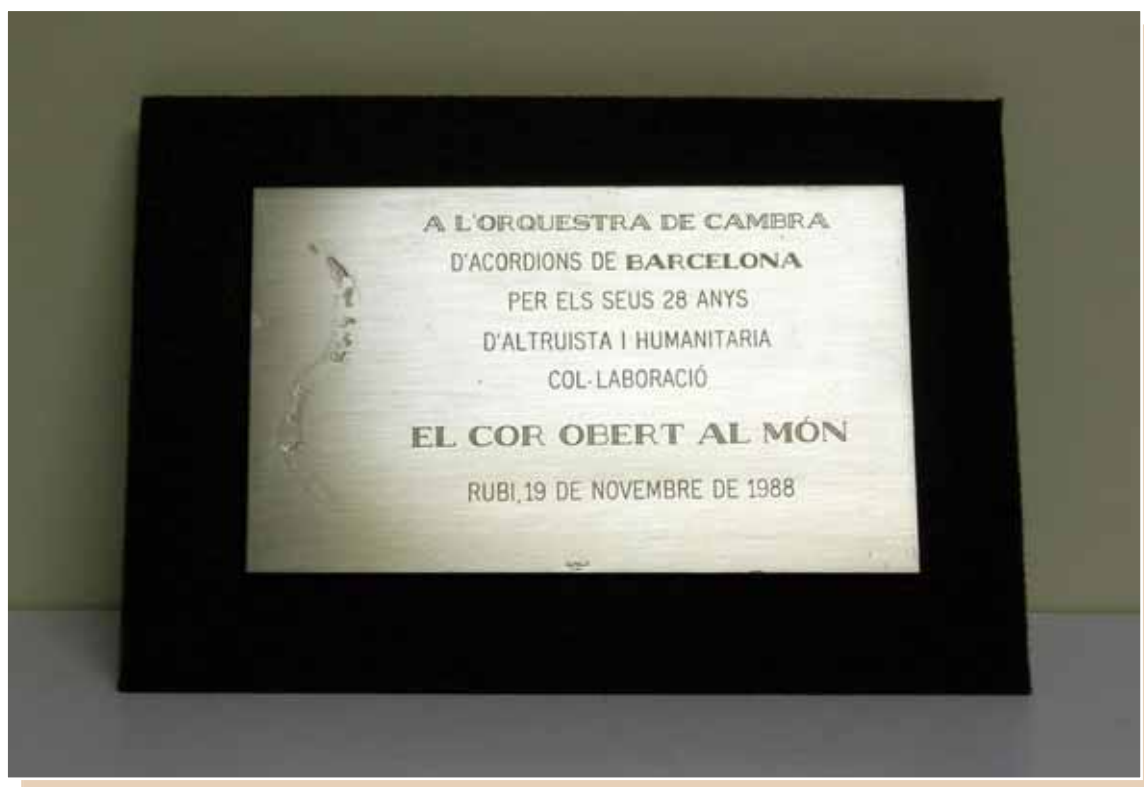 A L'ORQUESTRA DE CAMBRA
D'ACORDIONS DE BARCELONA
PER ELS SEUS 28 ANYS
D'ALTRUISTA I HUMANITARIA
COL·LABORACIÓ
EL COR OBERT AL MÓN
RUBI, 19 DE NOVEMBRE DE 1988